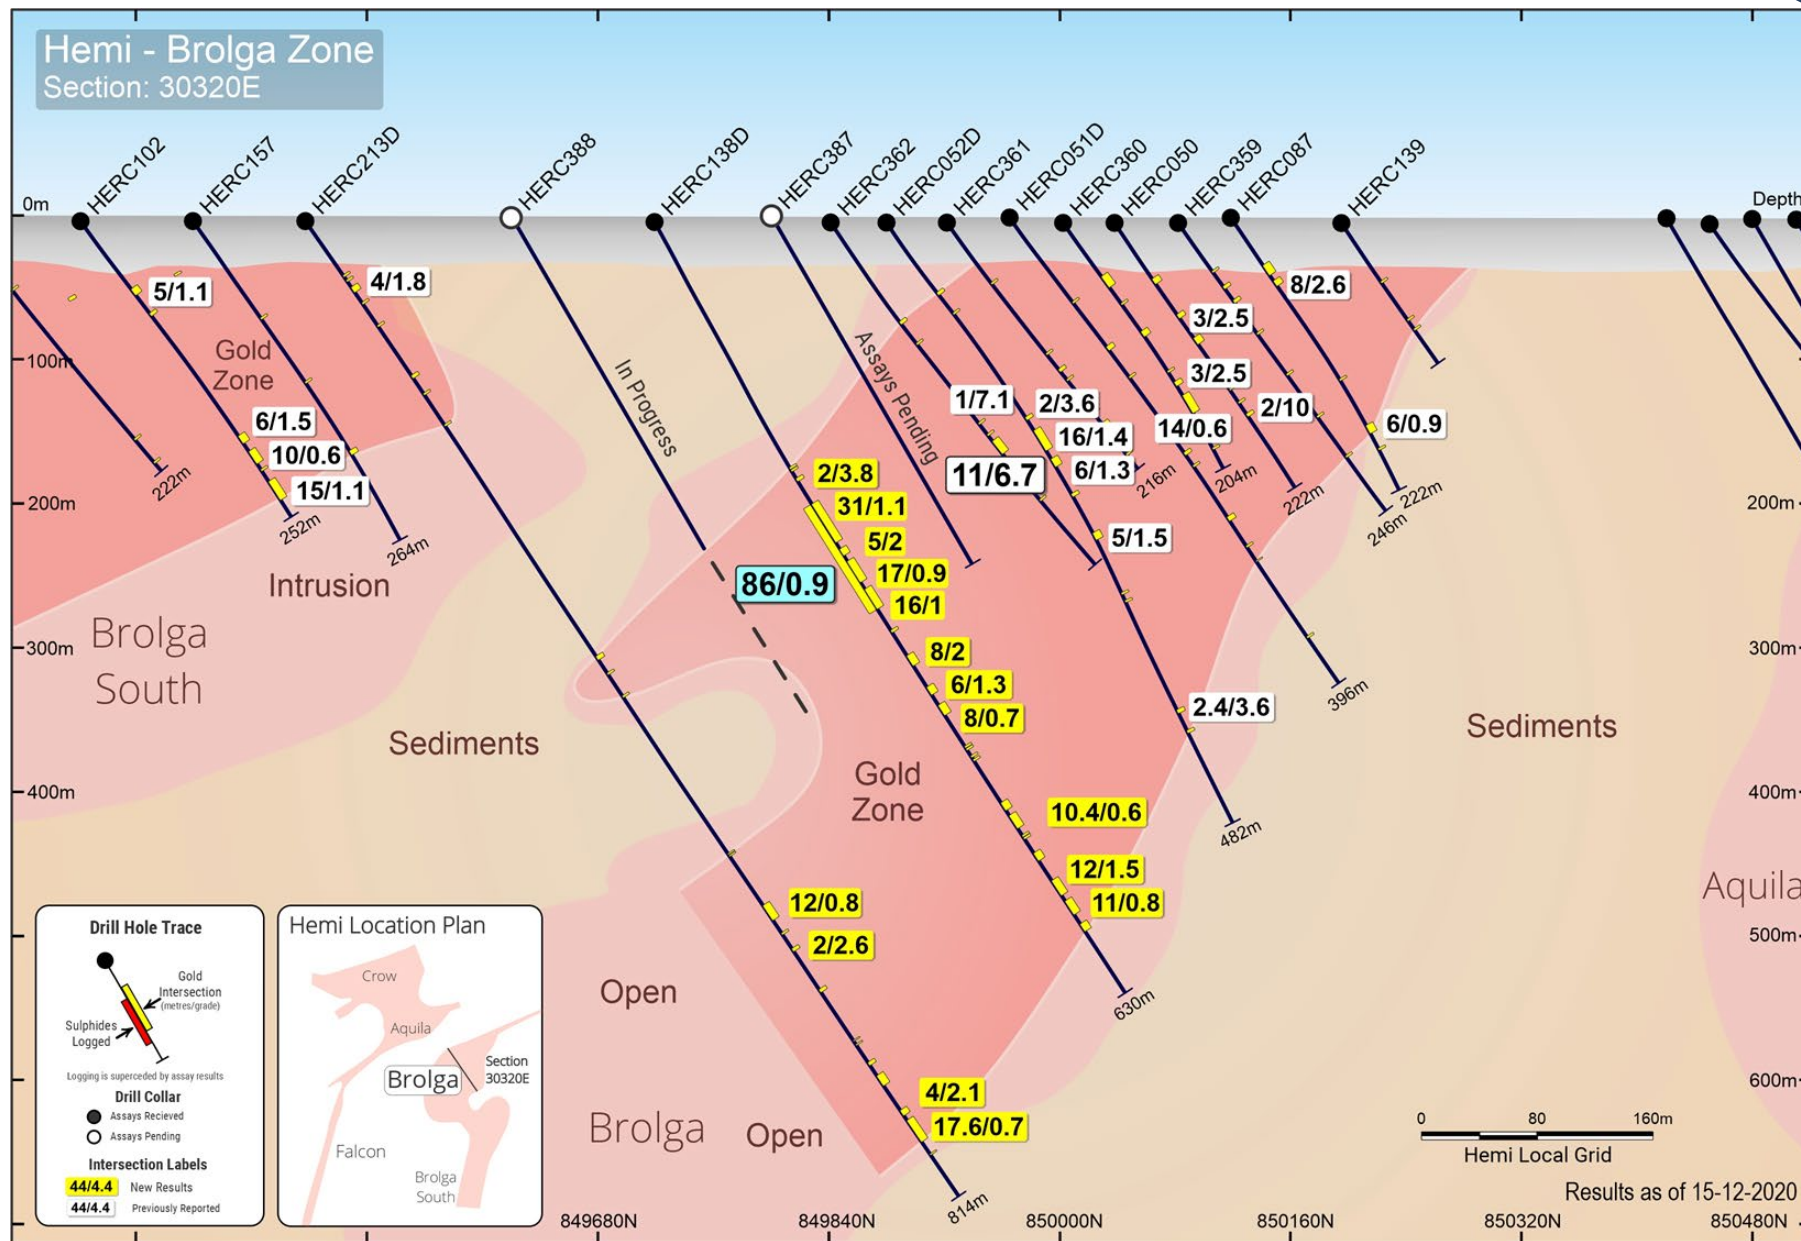 Hemi - Brolga Zone
Section: 30320E
HERC102
HERC157
HERC213D
HERC388
HERC138D
HERC387
HERC362
HERC052D
HERC361
HERC051D
HERC360
HERC050
HERC359
HERC087
HERC139
0m
Depth
5/1.1
4/1.8
8/2.6
3/2.5
Gold
Zone
100m
In Progress
Assays Pending
3/2.5
1/7.1
2/3.6
2/10
6/1.5
14/0.6
6/0.9
16/1.4
10/0.6
6/1.3
11/6.7
2/3.8
222m
216m
204m
15/1.1
222m
222m
200m
31/1.1
200m
252m
246m
5/2
5/1.5
264m
17/0.9
Intrusion
86/0.9
16/1
Brolga
South
300m
8/2
300m
6/1.3
396m
8/0.7
2.4/3.6
Sediments
Sediments
Gold
Zone
400m
400m
10.4/0.6
482m
12/1.5
Aquila
12/0.8
11/0.8
2/2.6
500m
Open
630m
600m
4/2.1
17.6/0.7
Brolga
Open
814m
Drill Hole Trace
Gold
Intersection
(metres/grade)
Sulphides
Logged
Logging is superceded by assay results
Drill Collar
Assays Recieved
Assays Pending
Intersection Labels
44/4.4 New Results
44/4.4 Previously Reported
Hemi Location Plan
Crow
Aquila
Section
30320E
Brolga
Falcon
Brolga
South
0 80 160m
Hemi Local Grid
Results as of 15-12-2020
849680N
849840N
850000N
850160N
850320N
850480N